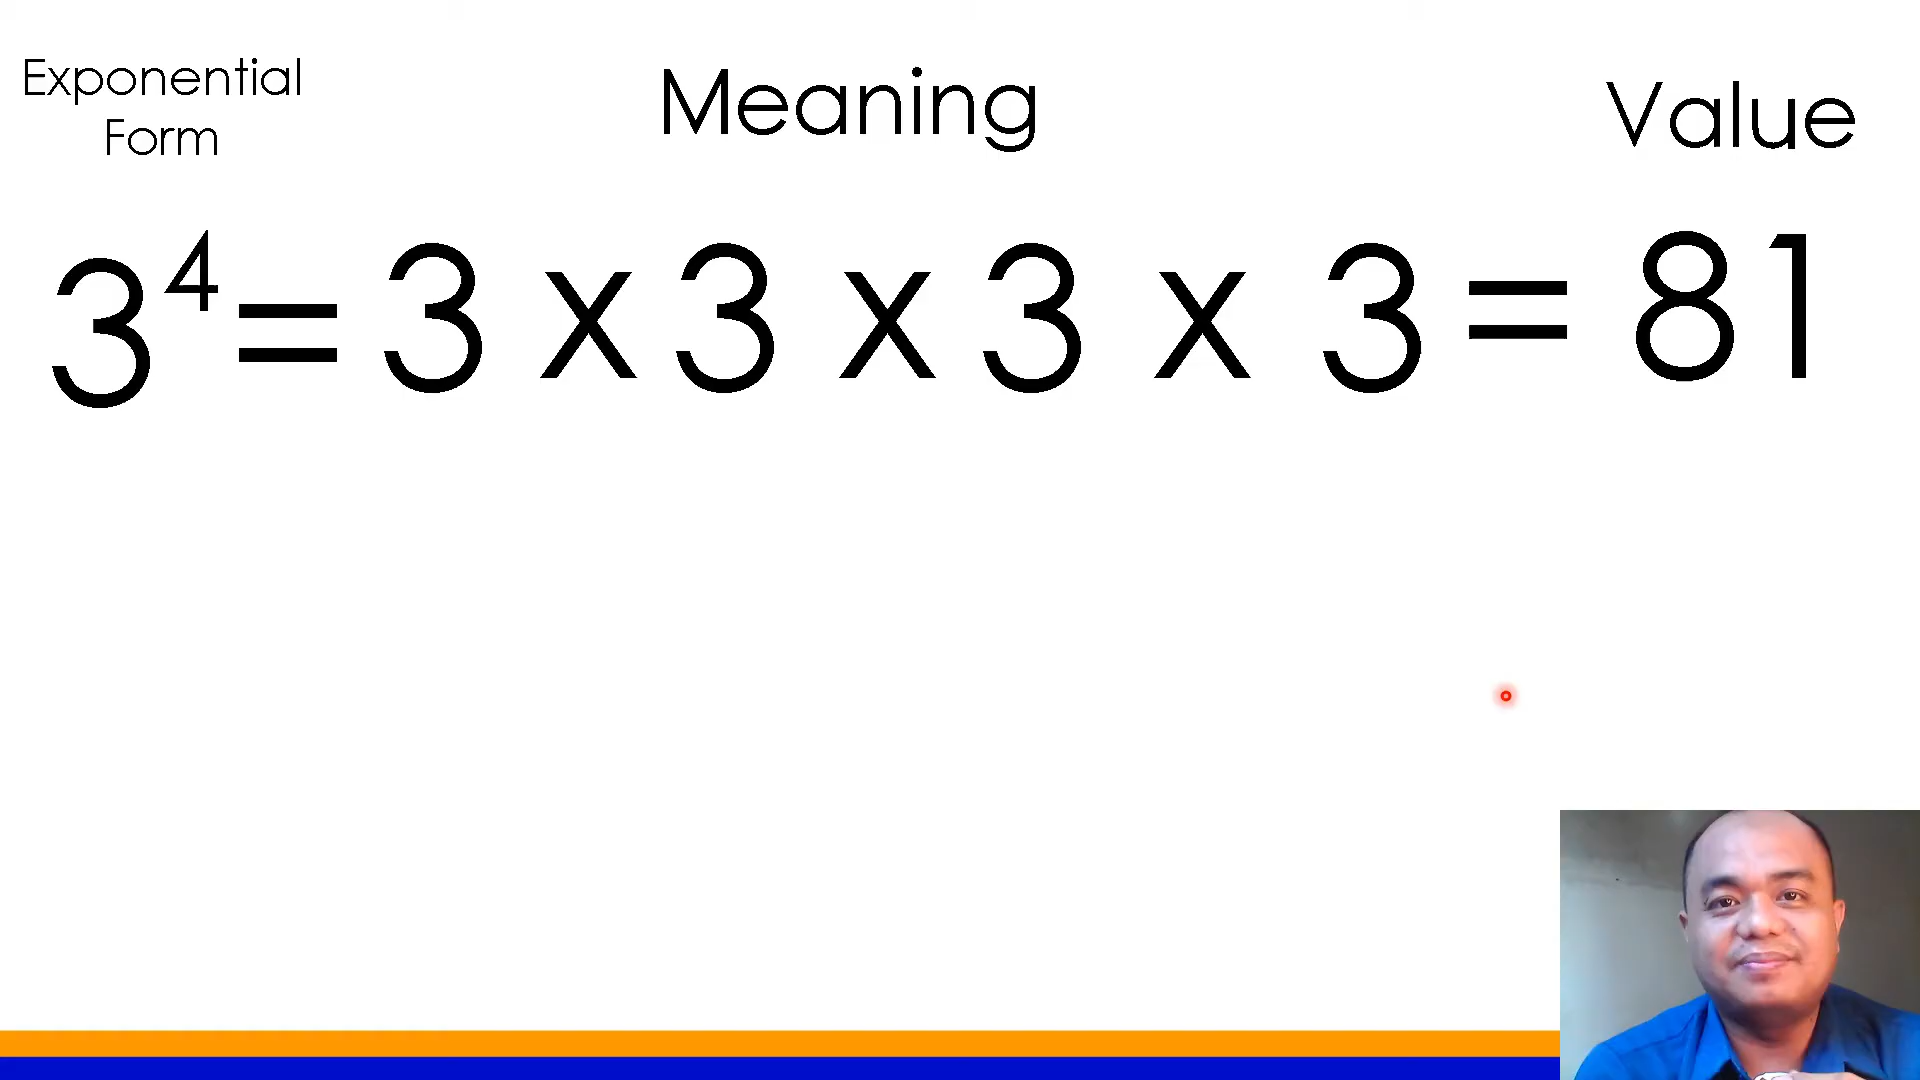 Exponential
Form
Meaning
Value
3⁴ = 3 x 3 x 3 x 3 = 81